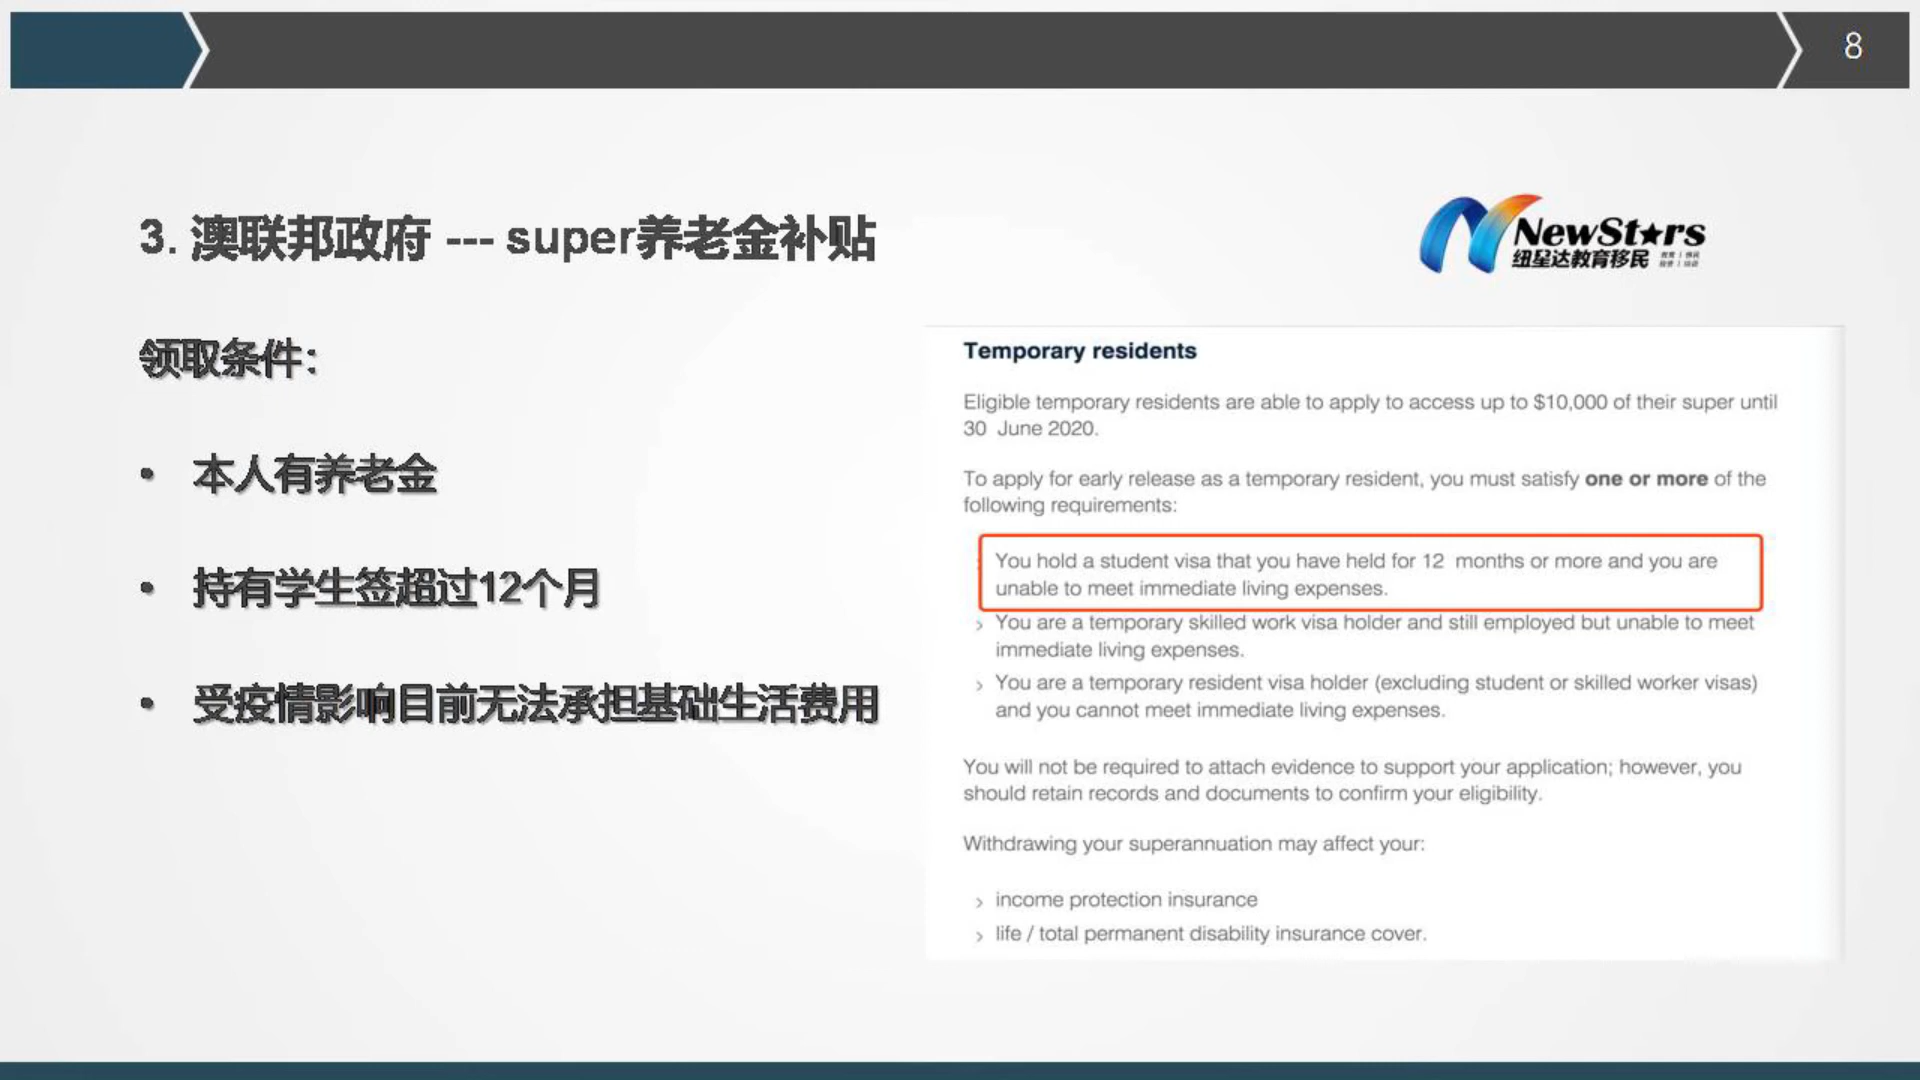 8
3. 澳联邦政府 --- super养老金补贴
NewStars
纽星达教育移民
领取条件：
• 本人有养老金
• 持有学生签超过12个月
• 受疫情影响目前无法承担基础生活费用
Temporary residents
Eligible temporary residents are able to apply to access up to $10,000 of their super until
30 June 2020.
To apply for early release as a temporary resident, you must satisfy one or more of the
following requirements:
You hold a student visa that you have held for 12 months or more and you are
unable to meet immediate living expenses.
› You are a temporary skilled work visa holder and still employed but unable to meet
immediate living expenses.
› You are a temporary resident visa holder (excluding student or skilled worker visas)
and you cannot meet immediate living expenses.
You will not be required to attach evidence to support your application; however, you
should retain records and documents to confirm your eligibility.
Withdrawing your superannuation may affect your:
› income protection insurance
› life / total permanent disability insurance cover.